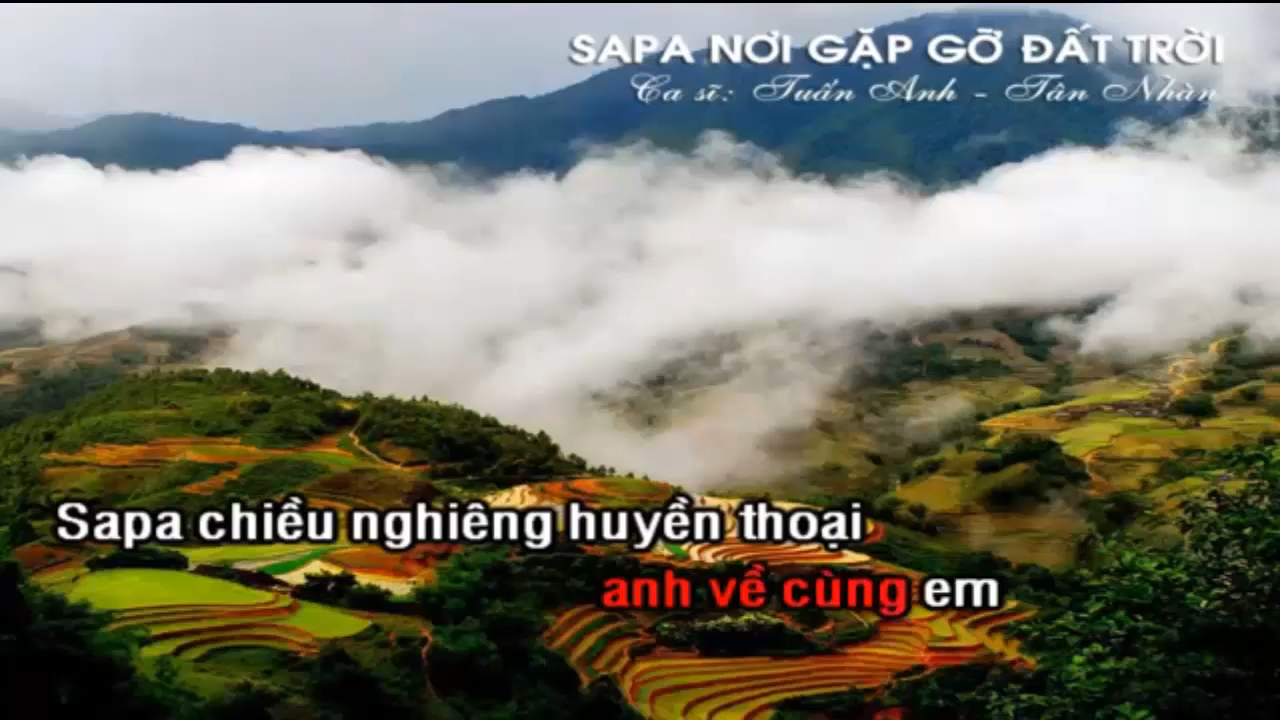 SAPA NƠI GẶP GỠ ĐẤT TRỜI
Ca sĩ: Tuấn Anh - Tân Nhàn
Sapa chiều nghiêng huyền thoại
anh về cùng em